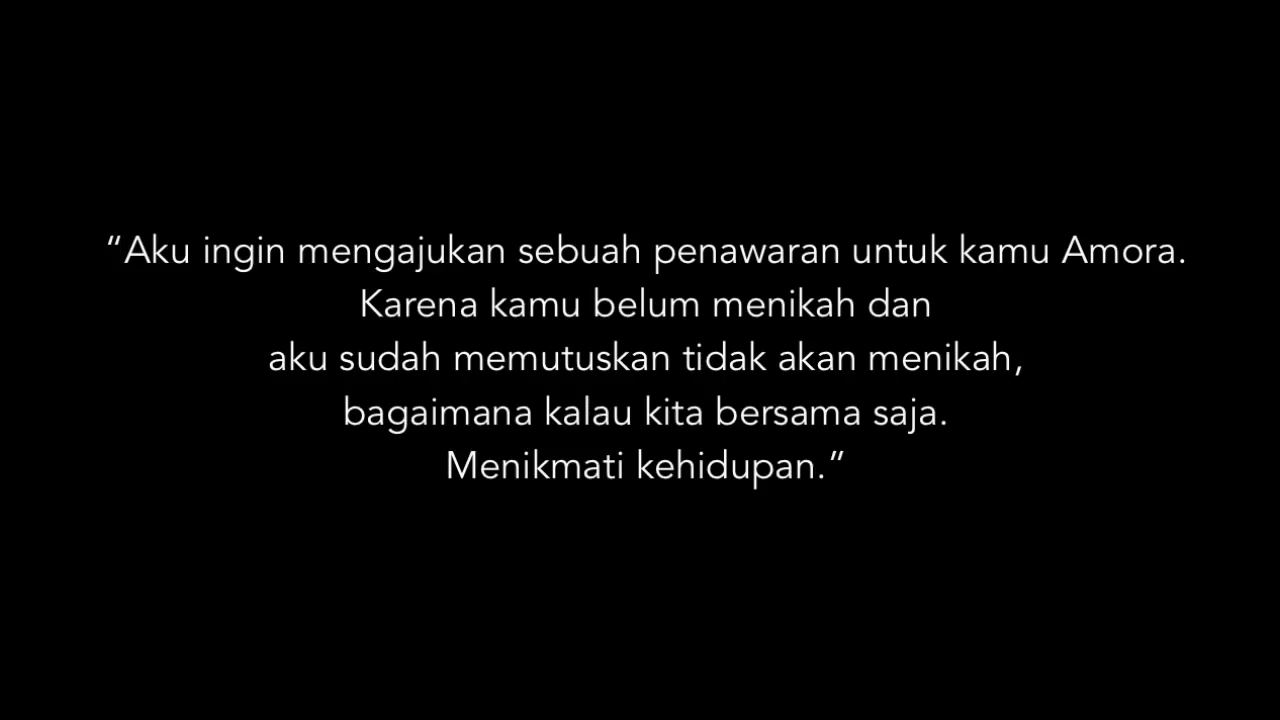 “Aku ingin mengajukan sebuah penawaran untuk kamu Amora.
Karena kamu belum menikah dan
aku sudah memutuskan tidak akan menikah,
bagaimana kalau kita bersama saja.
Menikmati kehidupan.”